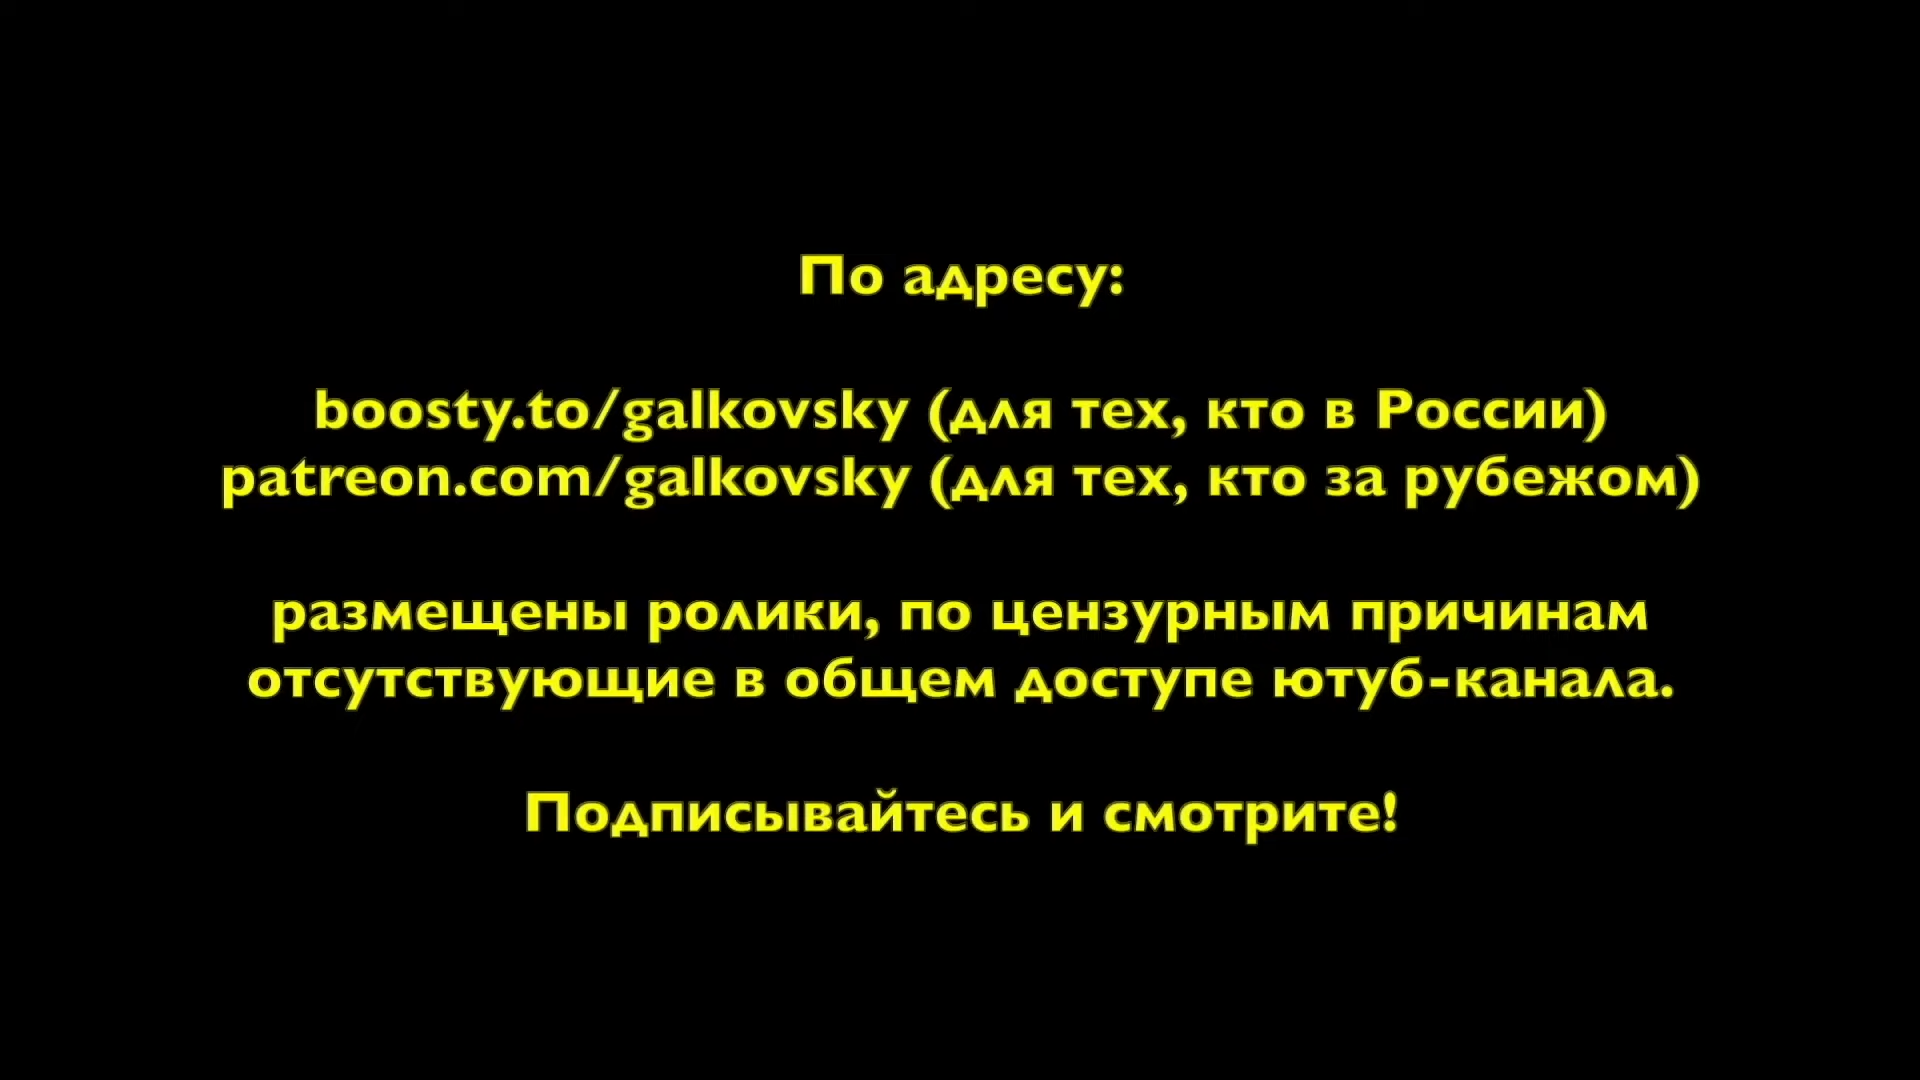 По адресу:
boosty.to/galkovsky (для тех, кто в России)
patreon.com/galkovsky (для тех, кто за рубежом)
размещены ролики, по цензурным причинам
отсутствующие в общем доступе ютуб-канала.
Подписывайтесь и смотрите!